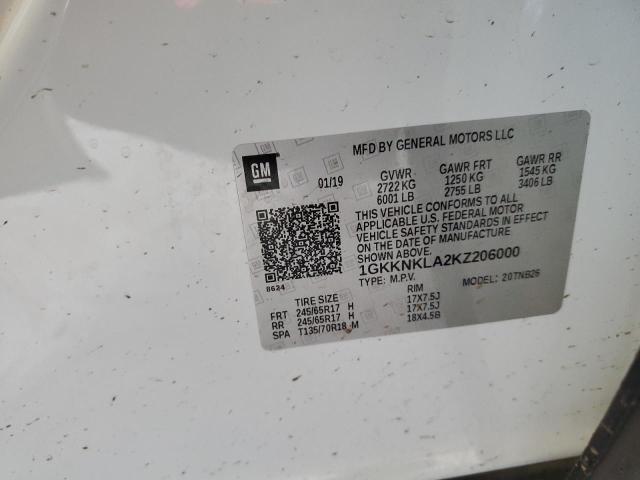 MFD BY GENERAL MOTORS LLC
GM
01/19
GVWR GAWR FRT GAWR RR
2722 KG 1250 KG 1545 KG
6001 LB 2755 LB 3406 LB
THIS VEHICLE CONFORMS TO ALL
APPLICABLE U.S. FEDERAL MOTOR
VEHICLE SAFETY STANDARDS IN EFFECT
ON THE DATE OF MANUFACTURE
SHOWN ABOVE.
1GKKNKLA2KZ206000
8624
TYPE: M.P.V. MODEL: 20TNB26
TIRE SIZE RIM
FRT 245/65R17 H 17X7.5J
RR 245/65R17 H 17X7.5J
SPA T135/70R18 M 18X4.5B